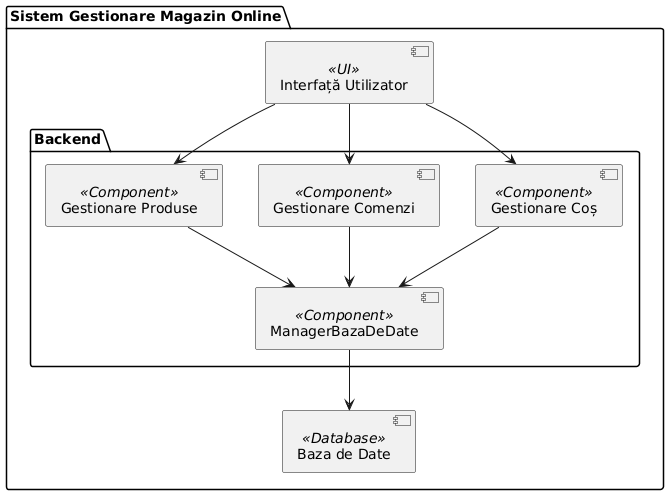 Sistem Gestionare Magazin Online
«UI»
Interfață Utilizator
Backend
«Component»
Gestionare Produse
«Component»
Gestionare Comenzi
«Component»
Gestionare Coș
«Component»
ManagerBazaDeDate
«Database»
Baza de Date